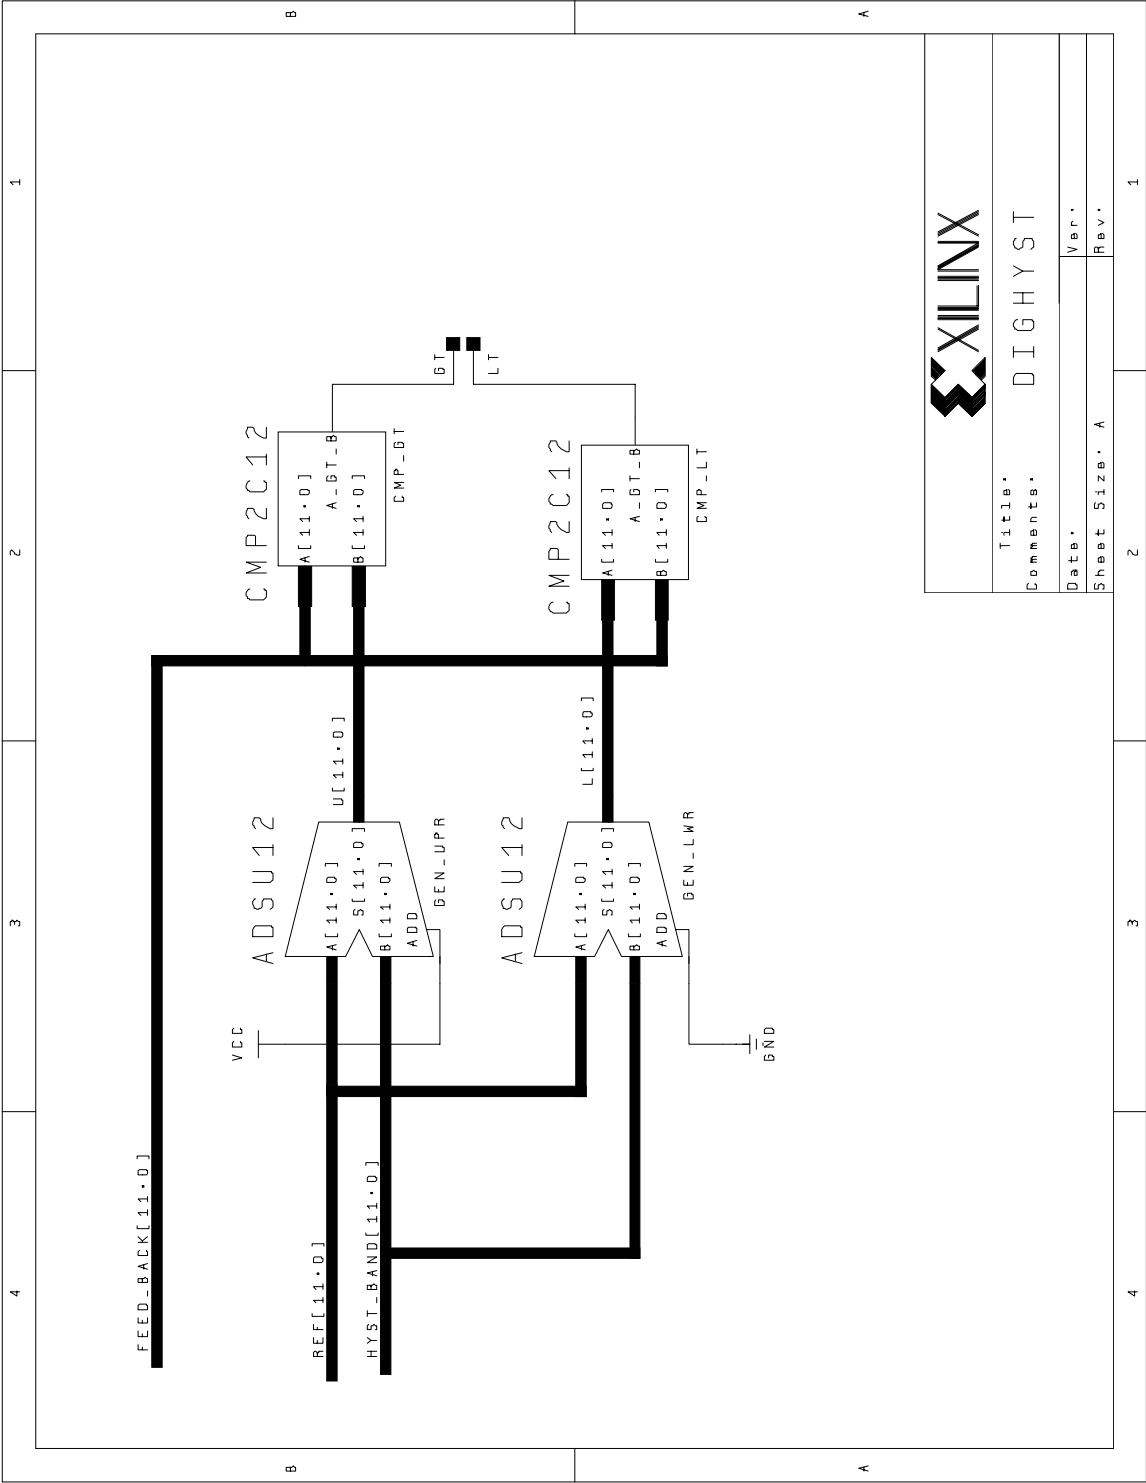 4
3
2
1
B
FEED_BACK[11:0]
REF[11:0]
HYST_BAND[11:0]
VCC
ADSU12
A[11:0]
S[11:0]
B[11:0]
ADD
GEN_UPR
U[11:0]
CMP2C12
A[11:0]
A_GT_B
B[11:0]
CMP_GT
GT
LT
ADSU12
A[11:0]
S[11:0]
B[11:0]
ADD
GEN_LWR
L[11:0]
CMP2C12
A[11:0]
A_GT_B
B[11:0]
CMP_LT
GND
B
A
A
XILINX
Title:
DIGHYST
Comments:
Date:
Ver:
Sheet Size: A
Rev:
4
3
2
1